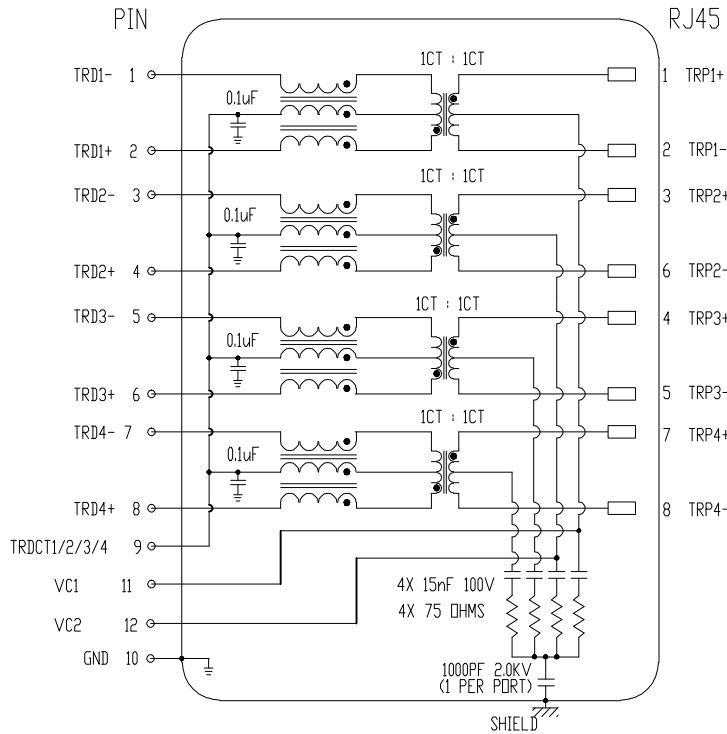 PIN RJ45
1CT : 1CT
TRD1- 1 1 TRP1+
0.1uF
TRD1+ 2 2 TRP1-
1CT : 1CT
TRD2- 3 3 TRP2+
0.1uF
TRD2+ 4 6 TRP2-
1CT : 1CT
TRD3- 5 4 TRP3+
0.1uF
TRD3+ 6 5 TRP3-
1CT : 1CT
TRD4- 7 7 TRP4+
0.1uF
TRD4+ 8 8 TRP4-
TRDCT1/2/3/4 9
VC1 11 4X 15nF 100V
4X 75 OHMS
VC2 12
GND 10
1000PF 2.0KV
(1 PER PORT)
SHIELD